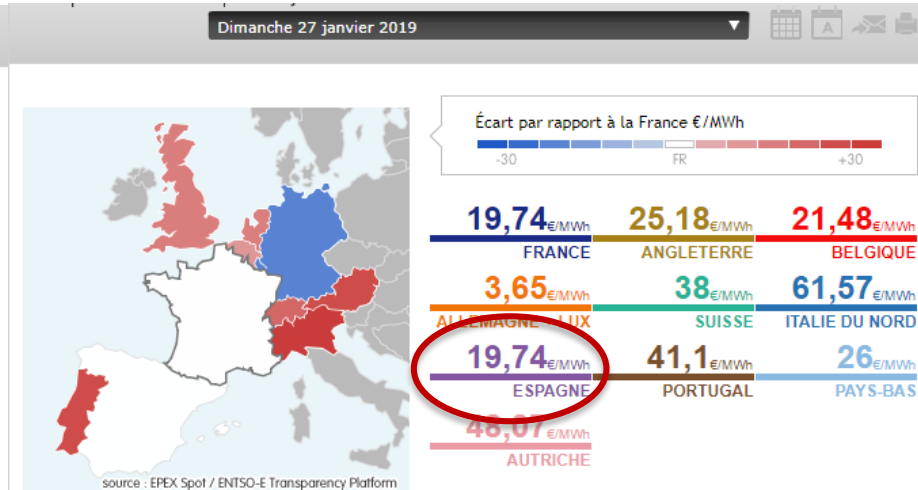 Dimanche 27 janvier 2019
A
Écart par rapport à la France €/MWh
-30 FR +30
19,74€/MWh 25,18€/MWh 21,48€/MWh
FRANCE ANGLETERRE BELGIQUE
3,65€/MWh 38€/MWh 61,57€/MWh
ALLEMAGNE LUX SUISSE ITALIE DU NORD
19,74€/MWh 41,1€/MWh 26€/MWh
ESPAGNE PORTUGAL PAYS-BAS
48,07€/MWh
AUTRICHE
source : EPEX Spot / ENTSO-E Transparency Platform